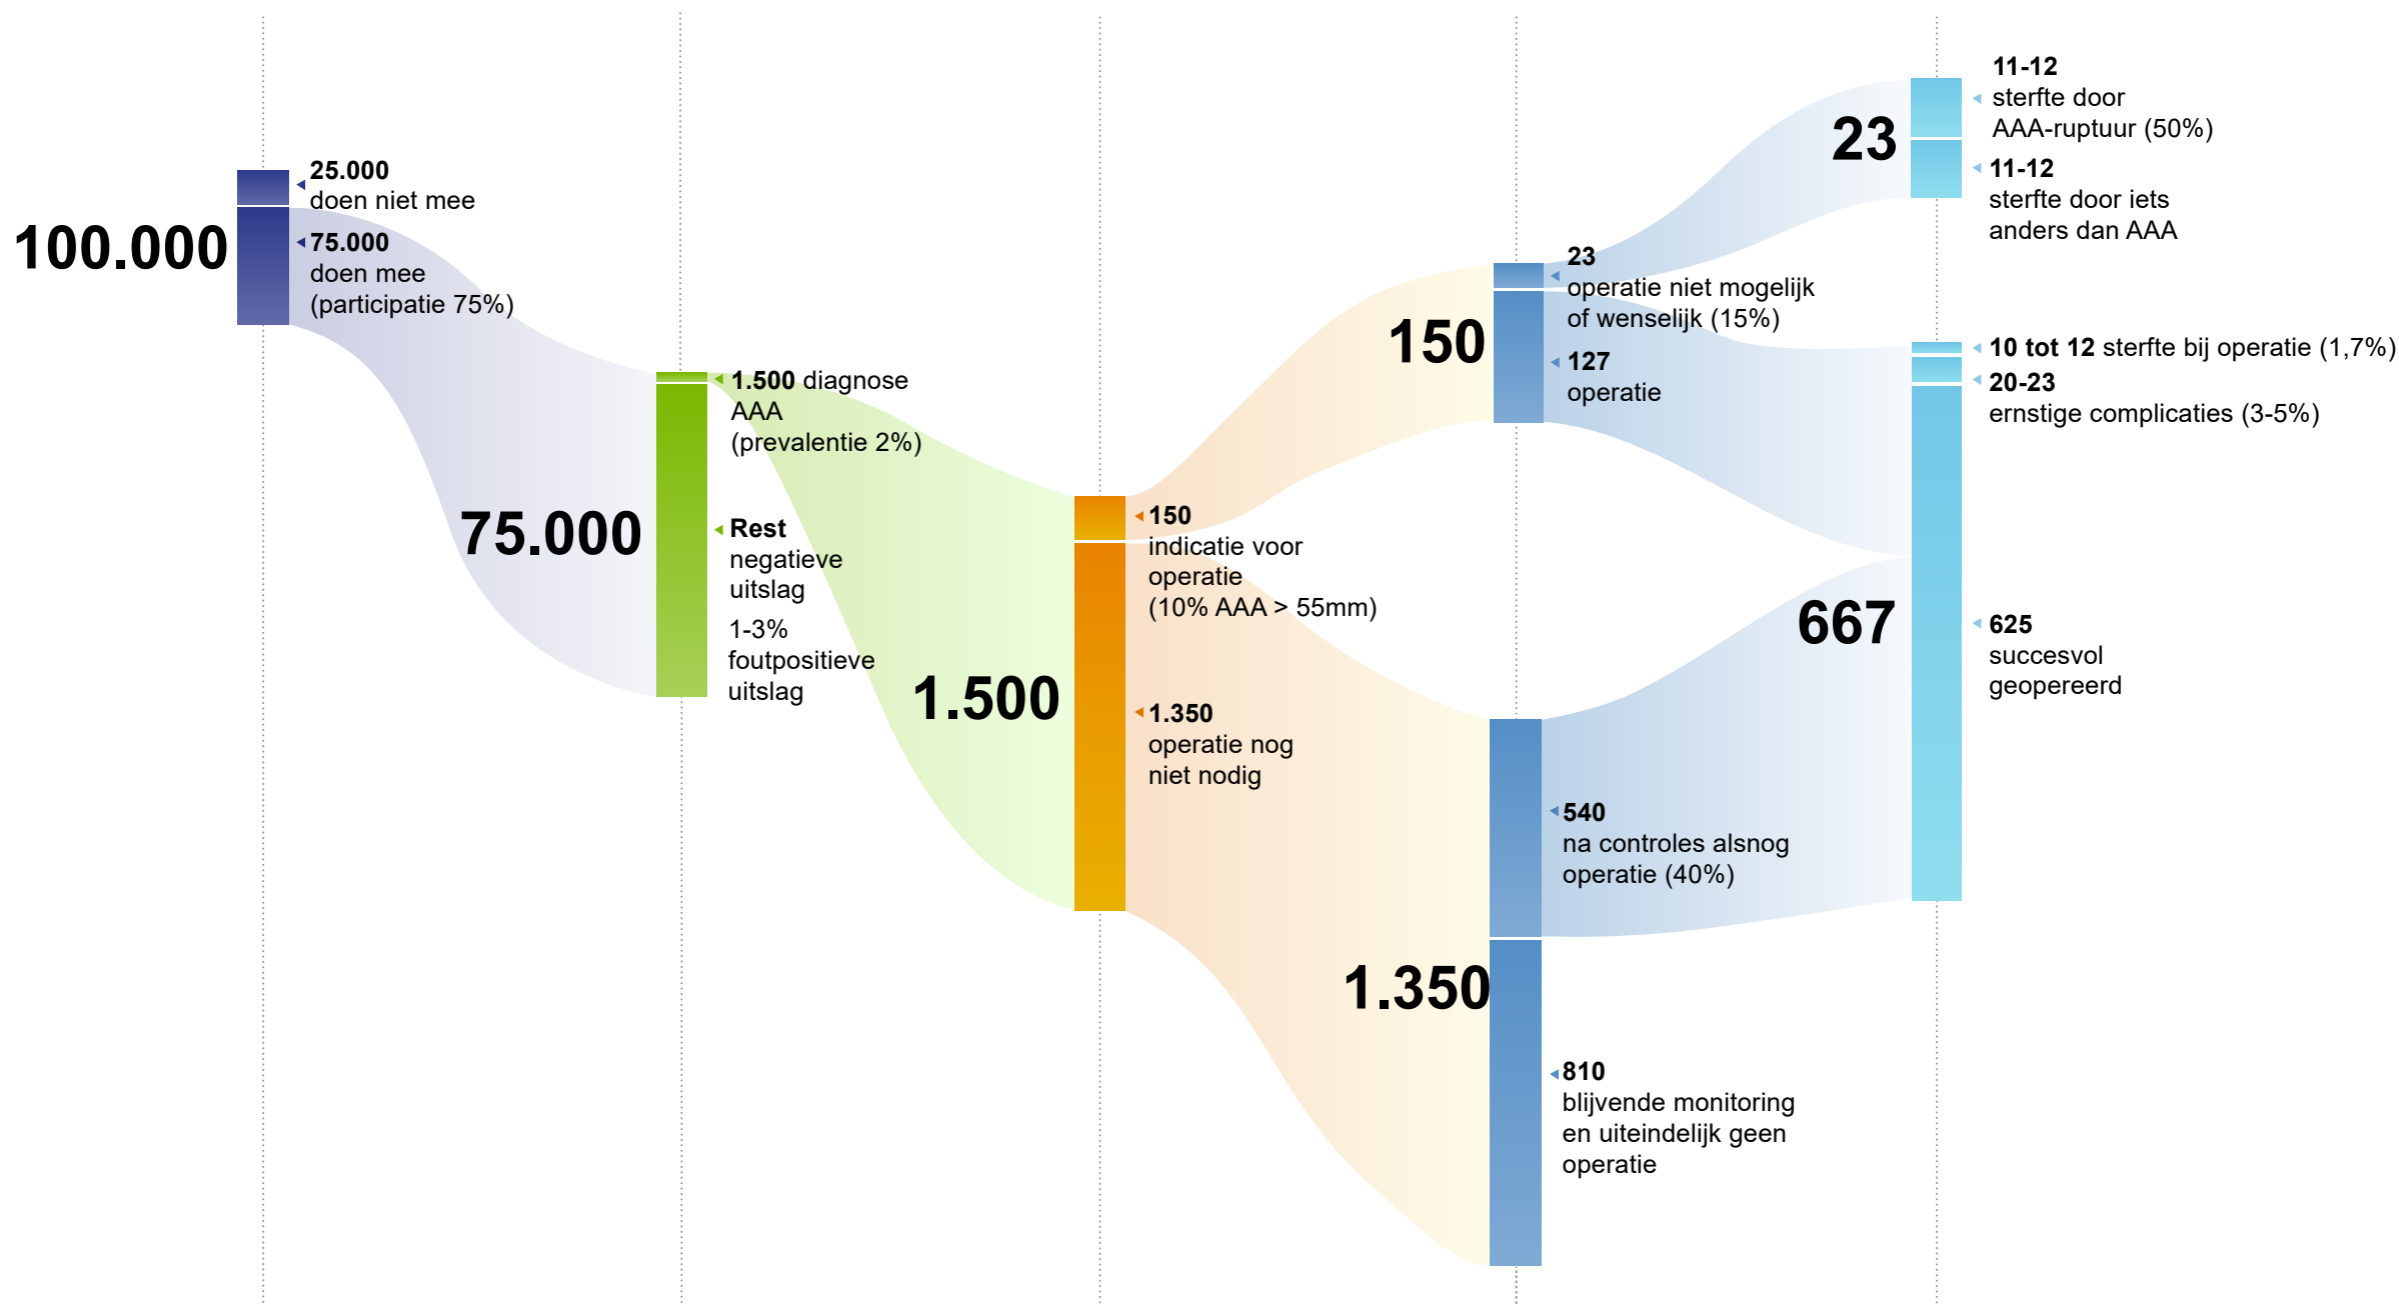 100.000
25.000
doen niet mee
75.000
doen mee
(participatie 75%)
75.000
1.500 diagnose
AAA
(prevalentie 2%)
Rest
negatieve
uitslag
1-3%
foutpositieve
uitslag
1.500
150
indicatie voor
operatie
(10% AAA > 55mm)
1.350
operatie nog
niet nodig
150
23
operatie niet mogelijk
of wenselijk (15%)
127
operatie
1.350
540
na controles alsnog
operatie (40%)
810
blijvende monitoring
en uiteindelijk geen
operatie
23
11-12
sterfte door
AAA-ruptuur (50%)
11-12
sterfte door iets
anders dan AAA
667
10 tot 12 sterfte bij operatie (1,7%)
20-23
ernstige complicaties (3-5%)
625
succesvol
geopereerd